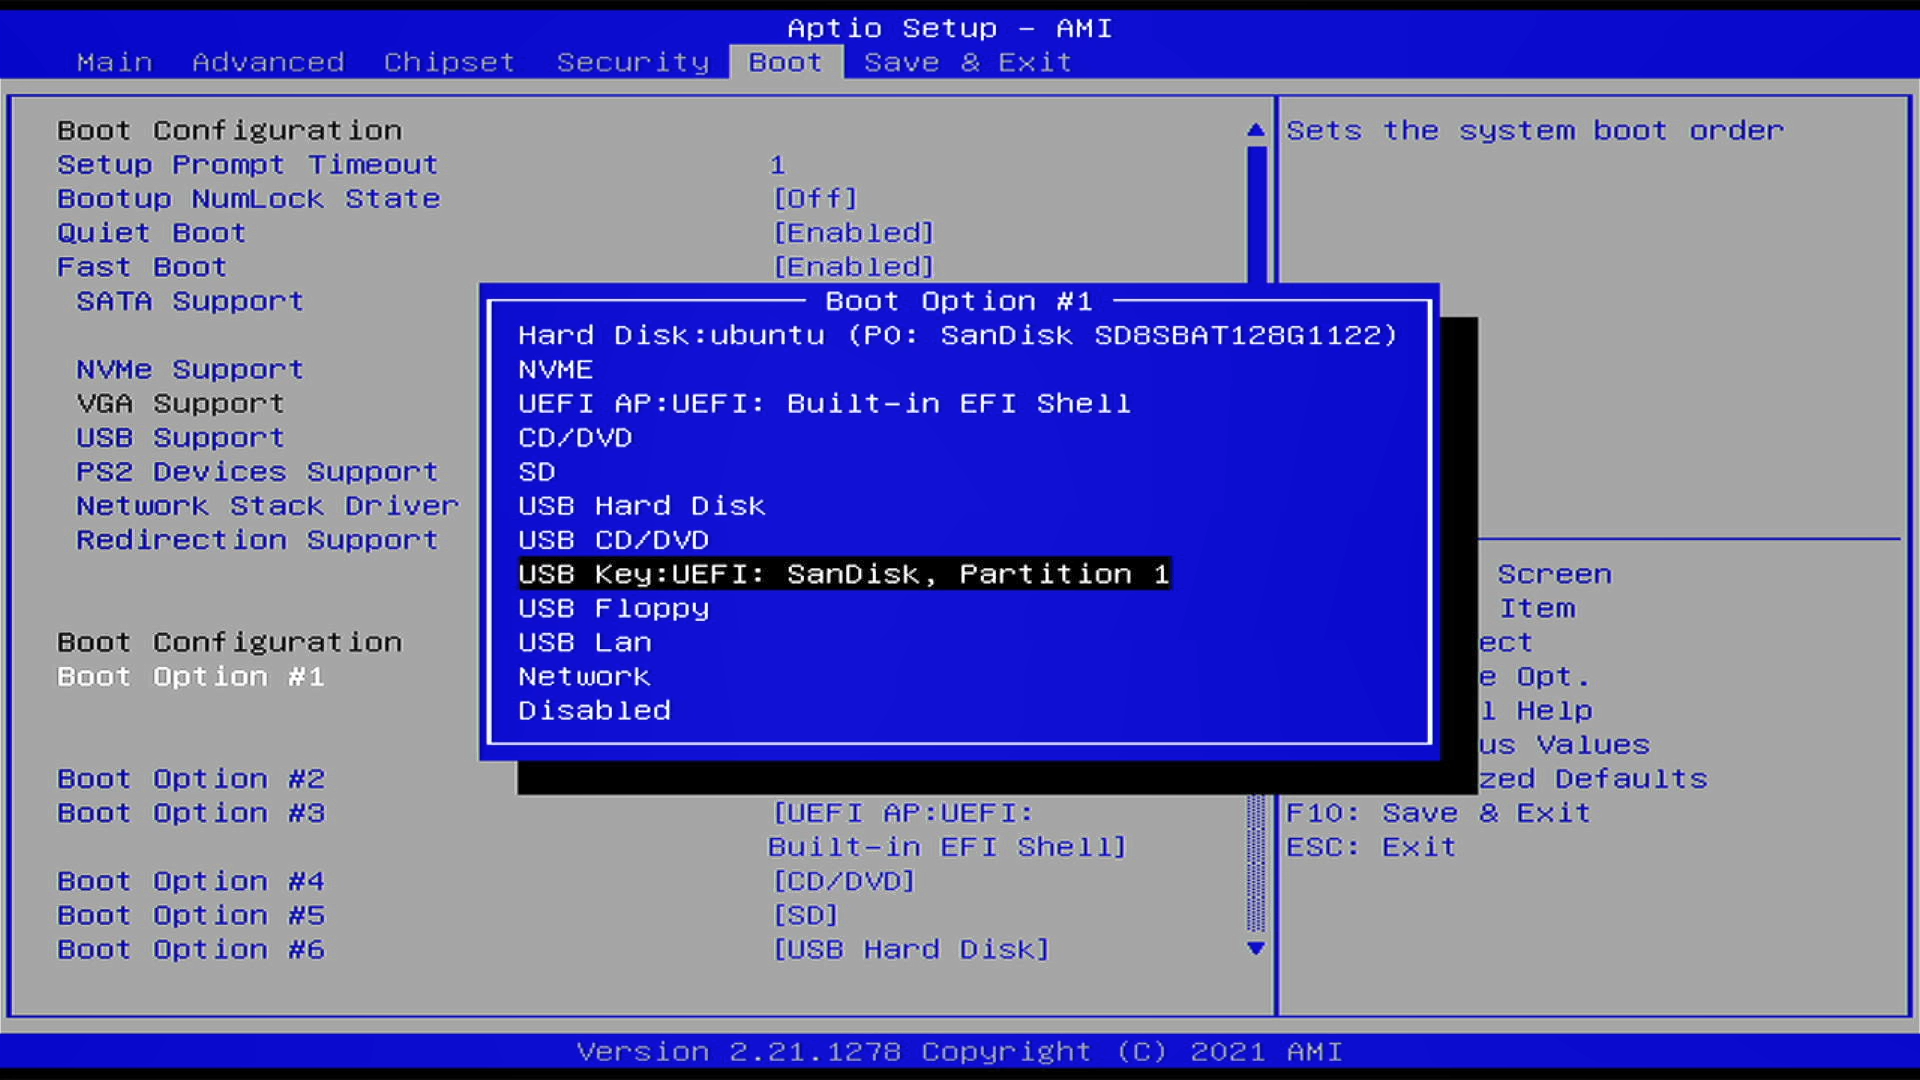 Aptio Setup – AMI
Main Advanced Chipset Security Boot Save & Exit
Boot Configuration
Setup Prompt Timeout 1
Bootup NumLock State [Off]
Quiet Boot [Enabled]
Fast Boot [Enabled]
SATA Support
NVMe Support
VGA Support
USB Support
PS2 Devices Support
Network Stack Driver
Redirection Support
Boot Configuration
Boot Option #1
Boot Option #2
Boot Option #3 [UEFI AP:UEFI:
Built-in EFI Shell]
Boot Option #4 [CD/DVD]
Boot Option #5 [SD]
Boot Option #6 [USB Hard Disk]
Boot Option #1
Hard Disk:ubuntu (P0: SanDisk SD8SBAT128G1122)
NVME
UEFI AP:UEFI: Built-in EFI Shell
CD/DVD
SD
USB Hard Disk
USB CD/DVD
USB Key:UEFI: SanDisk, Partition 1
USB Floppy
USB Lan
Network
Disabled
Sets the system boot order
Screen
Item
ect
e Opt.
l Help
us Values
zed Defaults
F10: Save & Exit
ESC: Exit
Version 2.21.1278 Copyright (C) 2021 AMI